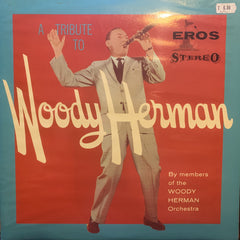 A TRIBUTE
TO
EROS
STEREO
Woody Herman
By members
of the
WOODY
HERMAN
Orchestra